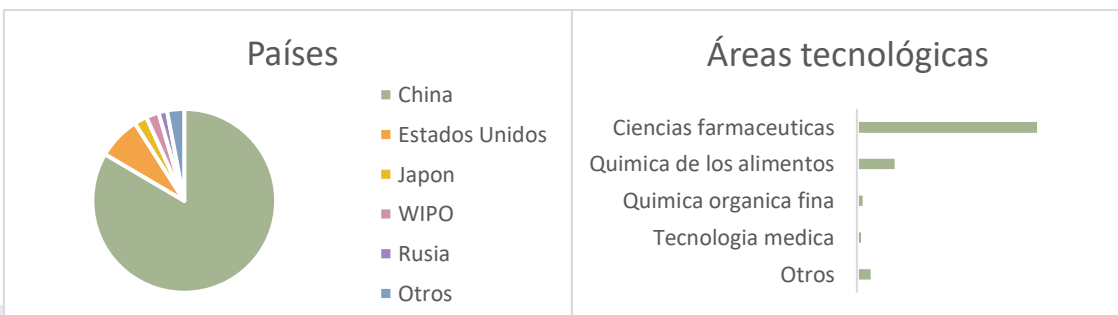 Países
China
Estados Unidos
Japon
WIPO
Rusia
Otros
Áreas tecnológicas
Ciencias farmaceuticas
Quimica de los alimentos
Quimica organica fina
Tecnologia medica
Otros